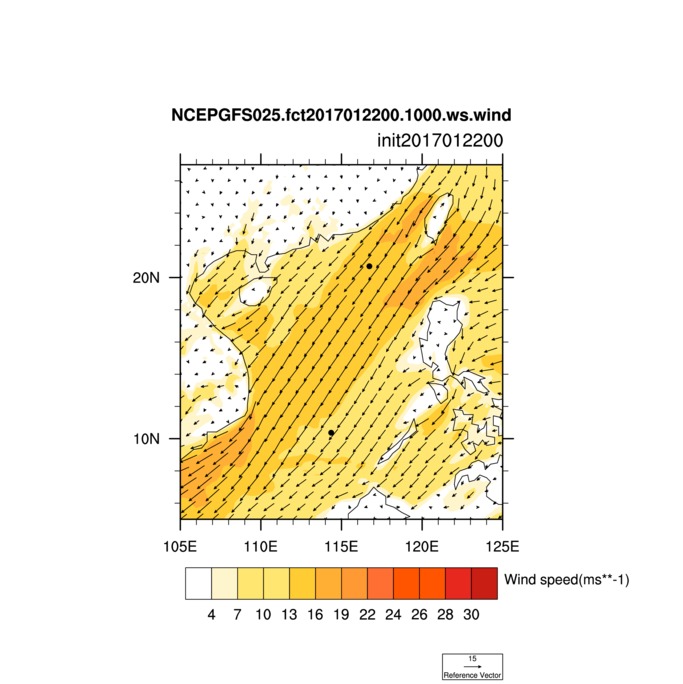 NCEPGFS025.fct2017012200.1000.ws.wind
init2017012200
20N
10N
105E 110E 115E 120E 125E
Wind speed(ms**-1)
4 7 10 13 16 19 22 24 26 28 30
15
Reference Vector